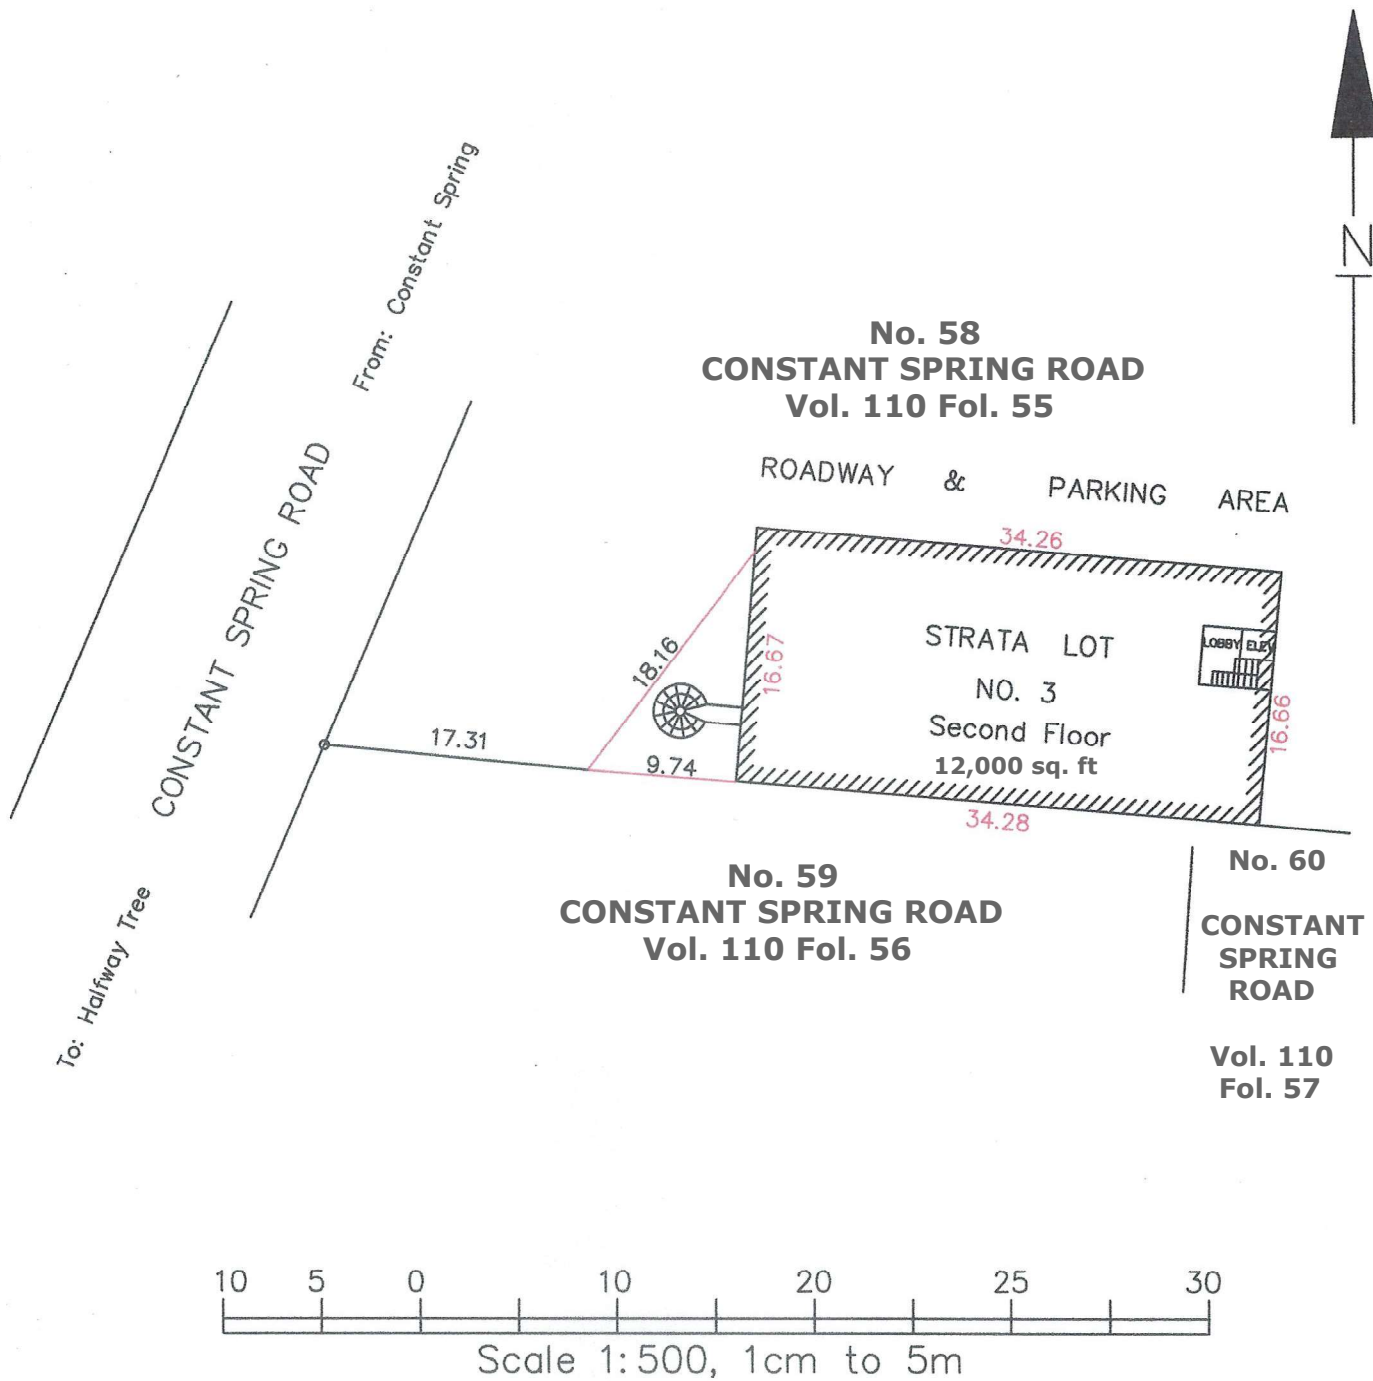 N
From: Constant Spring
CONSTANT SPRING ROAD
To: Halfway Tree
No. 58
CONSTANT SPRING ROAD
Vol. 110 Fol. 55
ROADWAY & PARKING AREA
34.26
18.16
16.67
STRATA LOT
NO. 3
Second Floor
12,000 sq. ft
LOBBY ELEV
16.66
17.31
9.74
34.28
No. 59
CONSTANT SPRING ROAD
Vol. 110 Fol. 56
No. 60
CONSTANT
SPRING
ROAD
Vol. 110
Fol. 57
10 5 0 10 20 25 30
Scale 1:500, 1cm to 5m